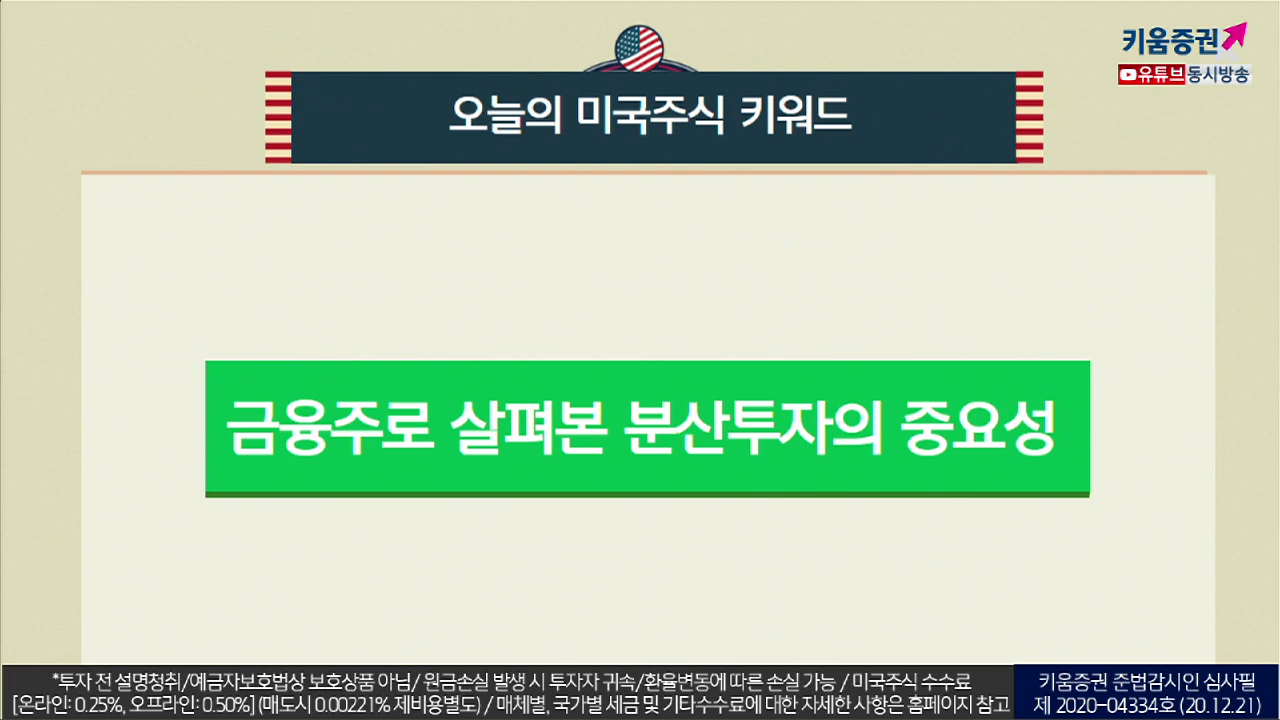 키움증권
유튜브 동시방송
오늘의 미국주식 키워드
금융주로 살펴본 분산투자의 중요성
*투자 전 설명청취/예금자보호법상 보호상품 아님/ 원금손실 발생 시 투자자 귀속/환율변동에 따른 손실 가능 / 미국주식 수수료
[온라인: 0.25%, 오프라인: 0.50%] (매도시 0.00221% 제비용별도) / 매체별, 국가별 세금 및 기타수수료에 대한 자세한 사항은 홈페이지 참고
키움증권 준법감시인 심사필
제 2020-04334호 (20.12.21)